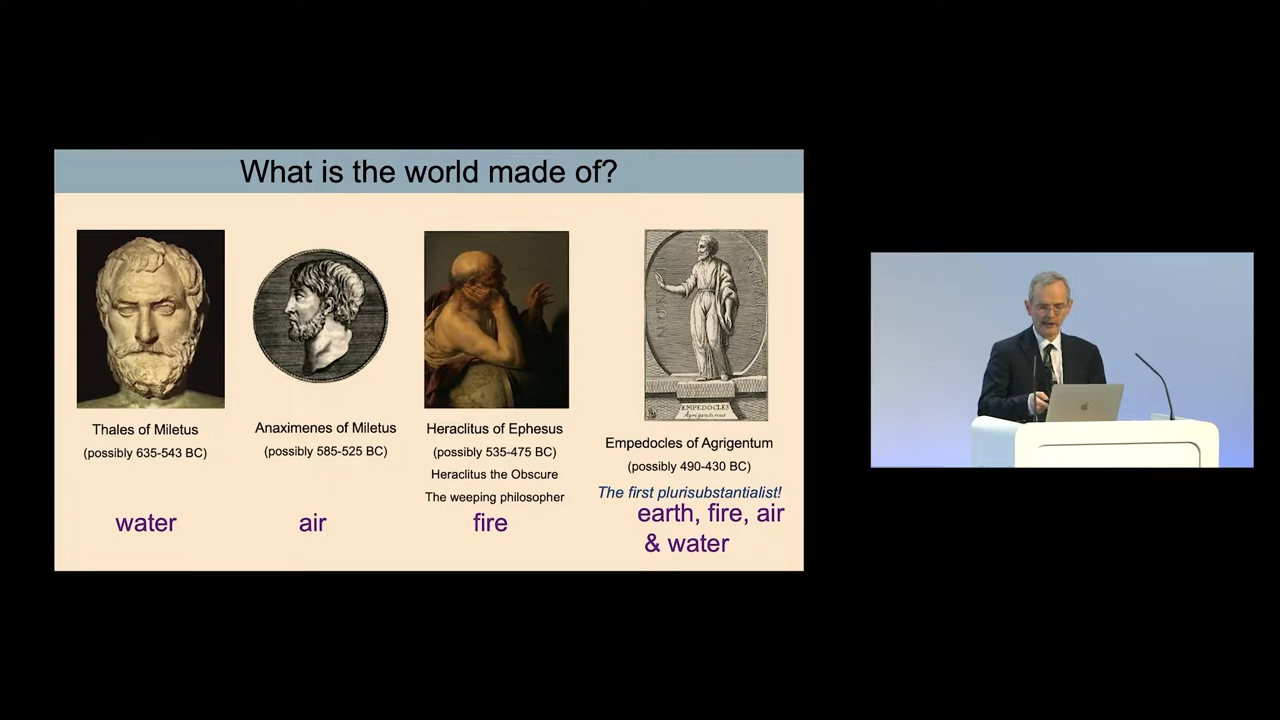 What is the world made of?
Thales of Miletus
(possibly 635-543 BC)
water
Anaximenes of Miletus
(possibly 585-525 BC)
air
Heraclitus of Ephesus
(possibly 535-475 BC)
Heraclitus the Obscure
The weeping philosopher
fire
EMPEDOCLES
Agrigentinus
Empedocles of Agrigentum
(possibly 490-430 BC)
The first plurisubstantialist!
earth, fire, air
& water